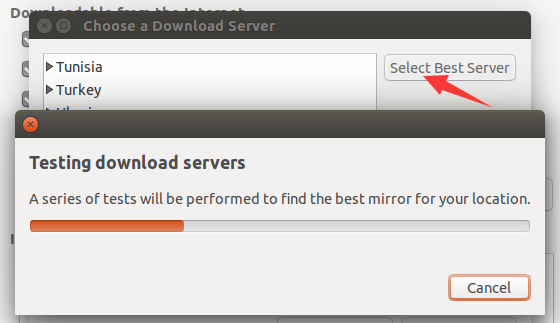 Downloadable from the Internet
Choose a Download Server
Tunisia
Select Best Server
Turkey
Testing download servers
A series of tests will be performed to find the best mirror for your location.
Cancel